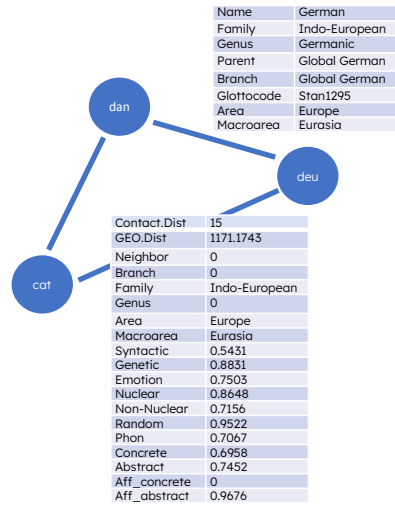 Name German
Family Indo-European
Genus Germanic
Parent Global German
Branch Global German
Glottocode Stan1295
Area Europe
Macroarea Eurasia
dan
deu
cat
Contact.Dist 15
GEO.Dist 1171.1743
Neighbor 0
Branch 0
Family Indo-European
Genus 0
Area Europe
Macroarea Eurasia
Syntactic 0.5431
Genetic 0.8831
Emotion 0.7503
Nuclear 0.8648
Non-Nuclear 0.7156
Random 0.9522
Phon 0.7067
Concrete 0.6958
Abstract 0.7452
Aff_concrete 0
Aff_abstract 0.9676